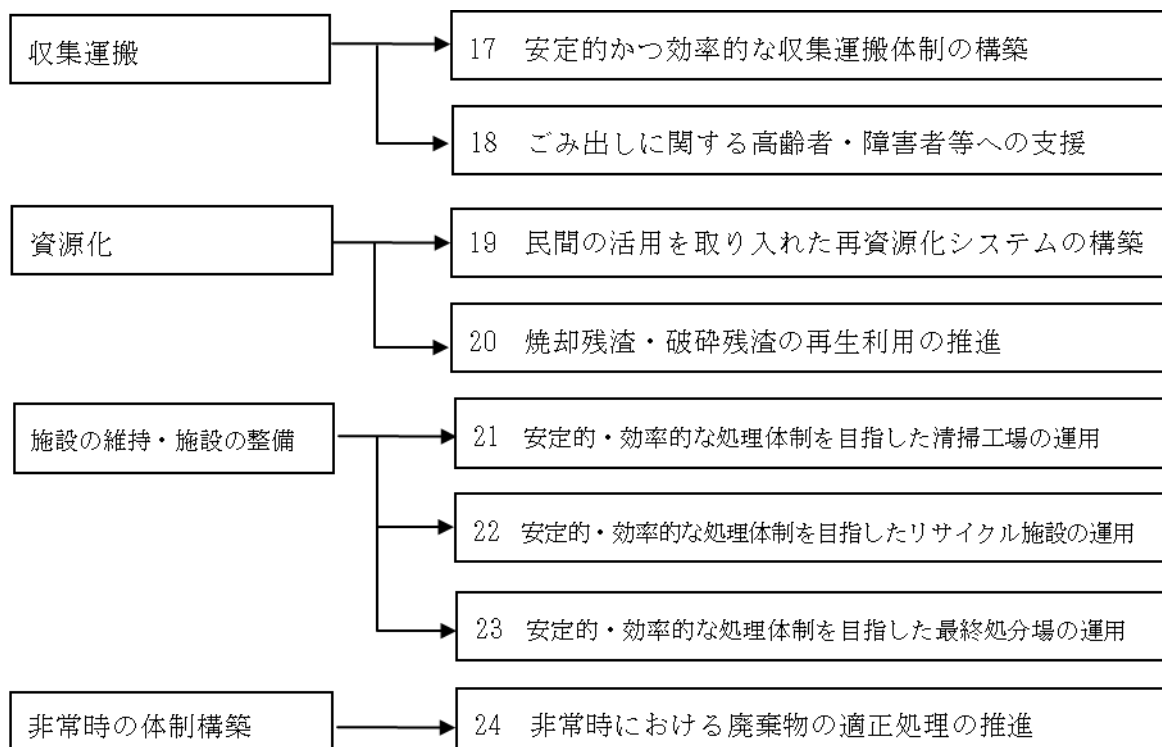 収集運搬
17 安定的かつ効率的な収集運搬体制の構築
18 ごみ出しに関する高齢者・障害者等への支援
資源化
19 民間の活用を取り入れた再資源化システムの構築
20 焼却残渣・破砕残渣の再生利用の推進
施設の維持・施設の整備
21 安定的・効率的な処理体制を目指した清掃工場の運用
22 安定的・効率的な処理体制を目指したリサイクル施設の運用
23 安定的・効率的な処理体制を目指した最終処分場の運用
非常時の体制構築
24 非常時における廃棄物の適正処理の推進